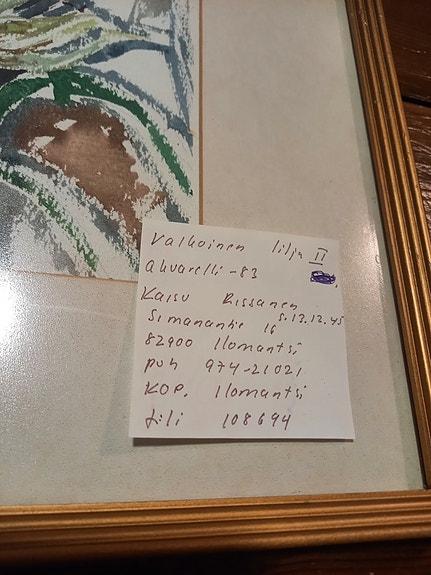 Valkoinen lilja II
akvarelli -83
Kaisu Rissanen
Simanantie 16 S. 13.12.45
82900 Ilomantsi
puh 974-21021
KOP. Ilomantsi
tili 108694